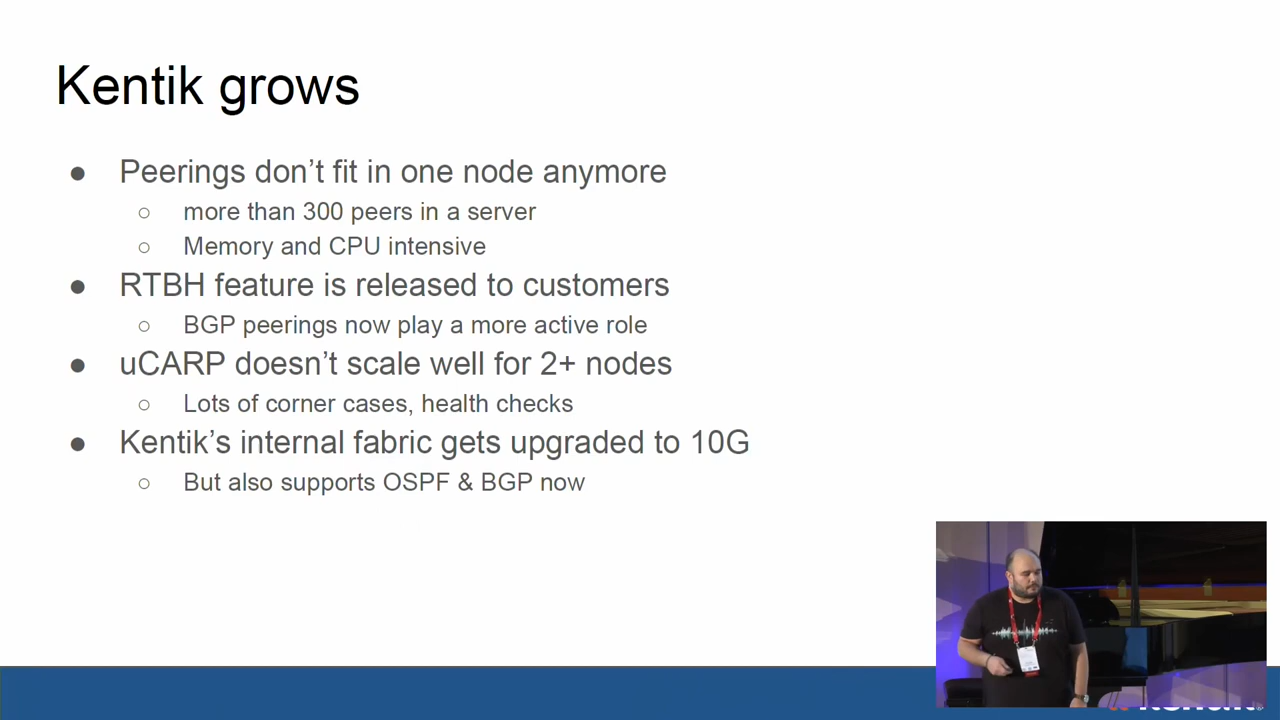 Kentik grows
● Peerings don't fit in one node anymore
○ more than 300 peers in a server
○ Memory and CPU intensive
● RTBH feature is released to customers
○ BGP peerings now play a more active role
● uCARP doesn't scale well for 2+ nodes
○ Lots of corner cases, health checks
● Kentik's internal fabric gets upgraded to 10G
○ But also supports OSPF & BGP now